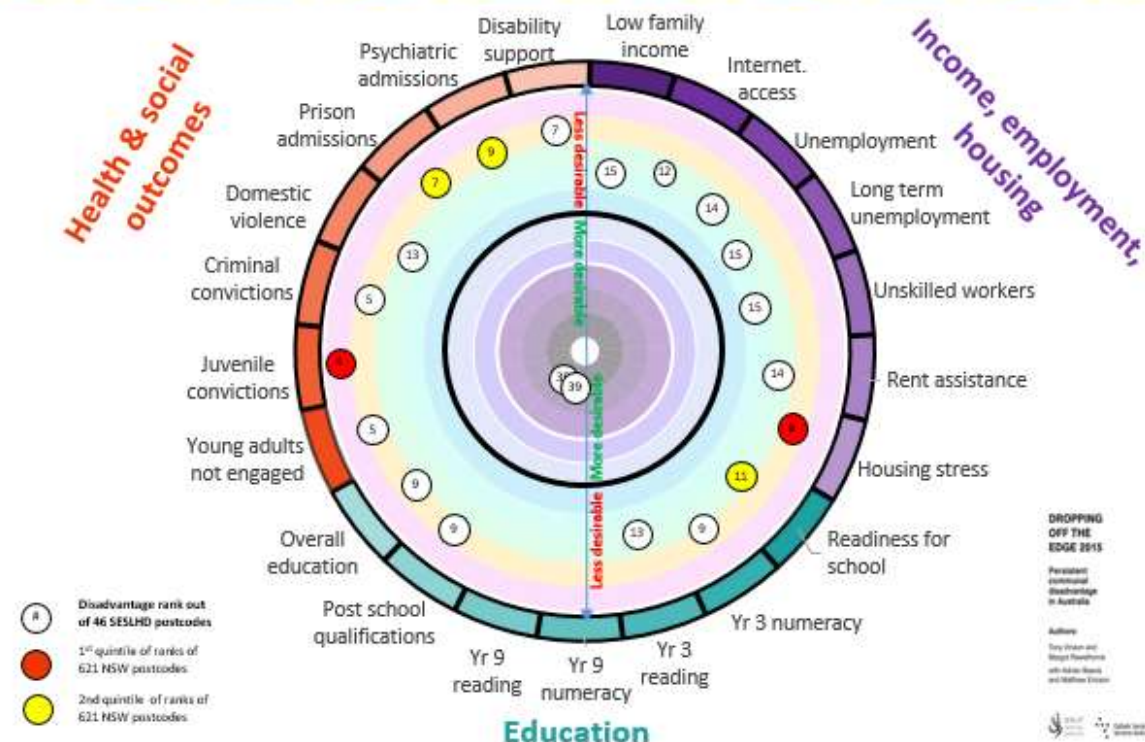 Health & social
outcomes
Income, employment,
housing
Disability
support
Low family
income
Psychiatric
admissions
Internet.
access
Prison
admissions
Unemployment
Domestic
violence
Long term
unemployment
Criminal
convictions
Unskilled workers
Juvenile
convictions
Rent assistance
Young adults
not engaged
Housing stress
Overall
education
Readiness for
school
Post school
qualifications
Yr 3 numeracy
Yr 9
reading
Yr 9
numeracy
Yr 3
reading
Education
Less desirable
More desirable
More desirable
Less desirable
7
9
7
15
12
14
13
15
5
15
14
39
5
11
9
9
13
9
#
Disadvantage rank out
of 46 SESLHD postcodes
1st quintile of ranks of
621 NSW postcodes
2nd quintile of ranks of
621 NSW postcodes
DROPPING
OFF THE
EDGE 2015
Persistent
communal
disadvantage
in Australia
Authors